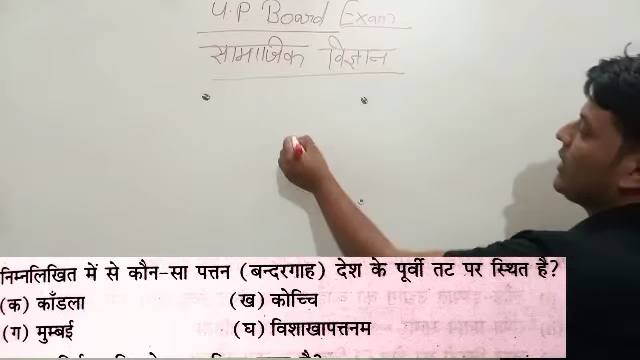 U.P Board Exam
सामाजिक विज्ञान
निम्नलिखित में से कौन-सा पत्तन (बन्दरगाह) देश के पूर्वी तट पर स्थित है?
(क) काँडला (ख) कोच्चि
(ग) मुम्बई (घ) विशाखापत्तनम